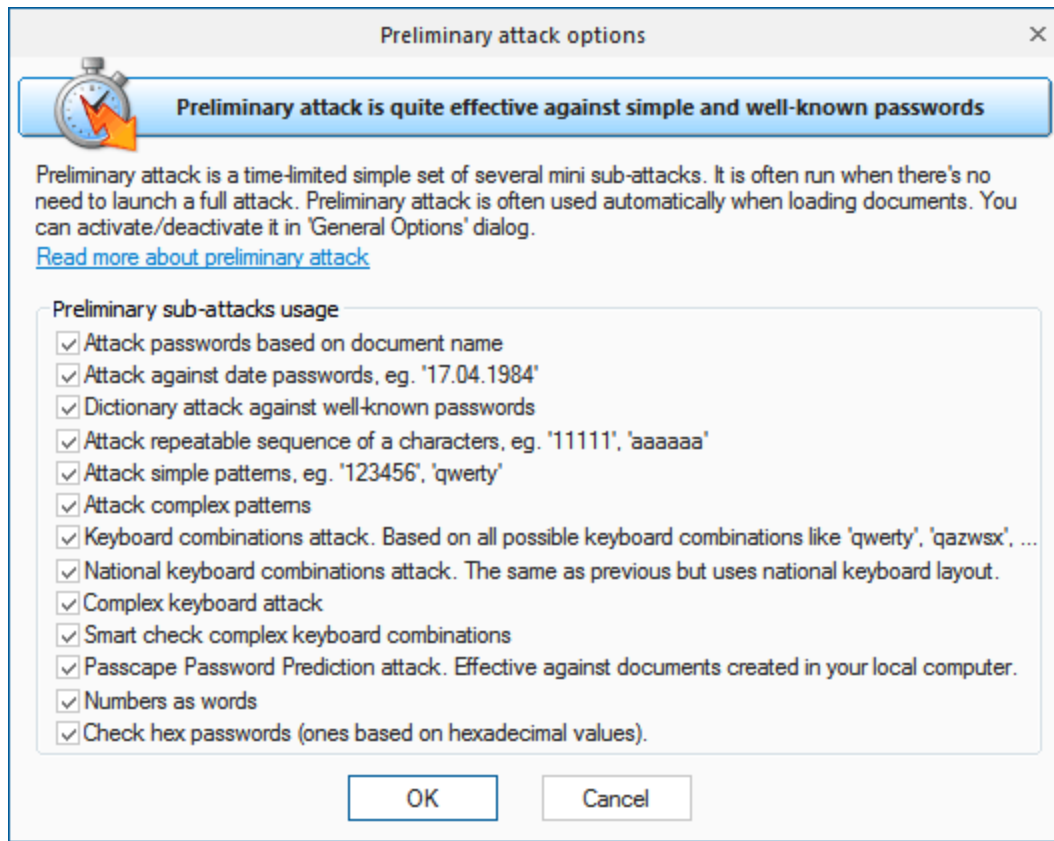 Preliminary attack options
Preliminary attack is quite effective against simple and well-known passwords
Preliminary attack is a time-limited simple set of several mini sub-attacks. It is often run when there's no
need to launch a full attack. Preliminary attack is often used automatically when loading documents. You
can activate/deactivate it in 'General Options' dialog.
Read more about preliminary attack
Preliminary sub-attacks usage
Attack passwords based on document name
Attack against date passwords, eg. '17.04.1984'
Dictionary attack against well-known passwords
Attack repeatable sequence of a characters, eg. '11111', 'aaaaaa'
Attack simple patterns, eg. '123456', 'qwerty'
Attack complex patterns
Keyboard combinations attack. Based on all possible keyboard combinations like 'qwerty', 'qazwsx', ...
National keyboard combinations attack. The same as previous but uses national keyboard layout.
Complex keyboard attack
Smart check complex keyboard combinations
Passcape Password Prediction attack. Effective against documents created in your local computer.
Numbers as words
Check hex passwords (ones based on hexadecimal values).
OK
Cancel